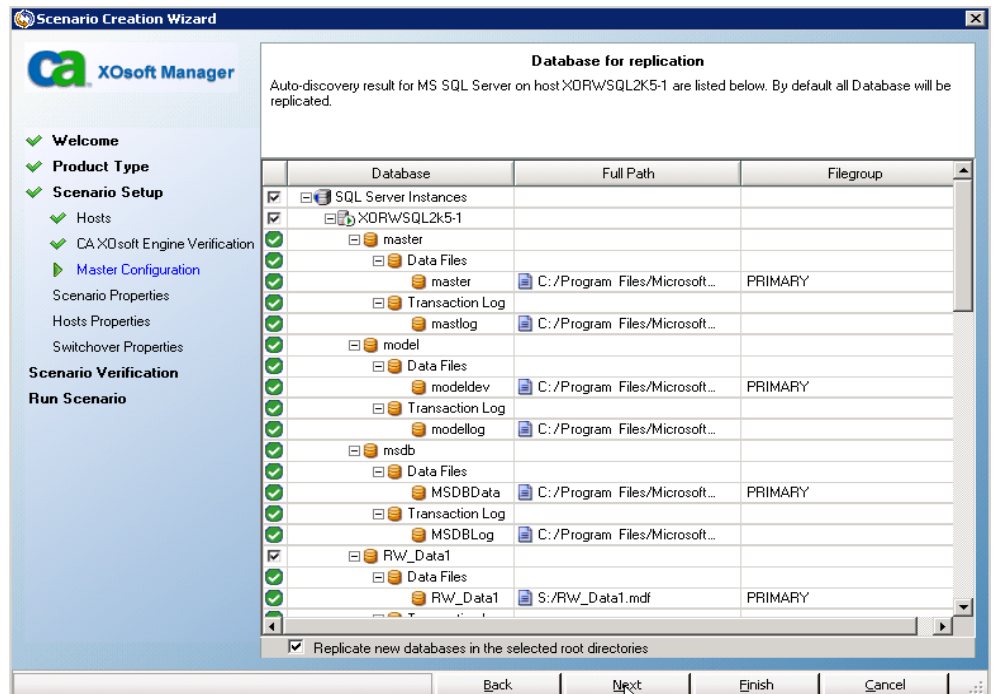 Scenario Creation Wizard
ca XOsoft Manager
Welcome
Product Type
Scenario Setup
Hosts
CA XOsoft Engine Verification
Master Configuration
Scenario Properties
Hosts Properties
Switchover Properties
Scenario Verification
Run Scenario
Database for replication
Auto-discovery result for MS SQL Server on host XORWSQL2K5-1 are listed below. By default all Database will be
replicated.
Database Full Path Filegroup
SQL Server Instances
XORWSQL2k5-1
master
Data Files
master C:/Program Files/Microsoft... PRIMARY
Transaction Log
mastlog C:/Program Files/Microsoft...
model
Data Files
modeldev C:/Program Files/Microsoft... PRIMARY
Transaction Log
modellog C:/Program Files/Microsoft...
msdb
Data Files
MSDBData C:/Program Files/Microsoft... PRIMARY
Transaction Log
MSDBLog C:/Program Files/Microsoft...
RW_Data1
Data Files
RW_Data1 S:/RW_Data1.mdf PRIMARY
Replicate new databases in the selected root directories
Back Next Finish Cancel